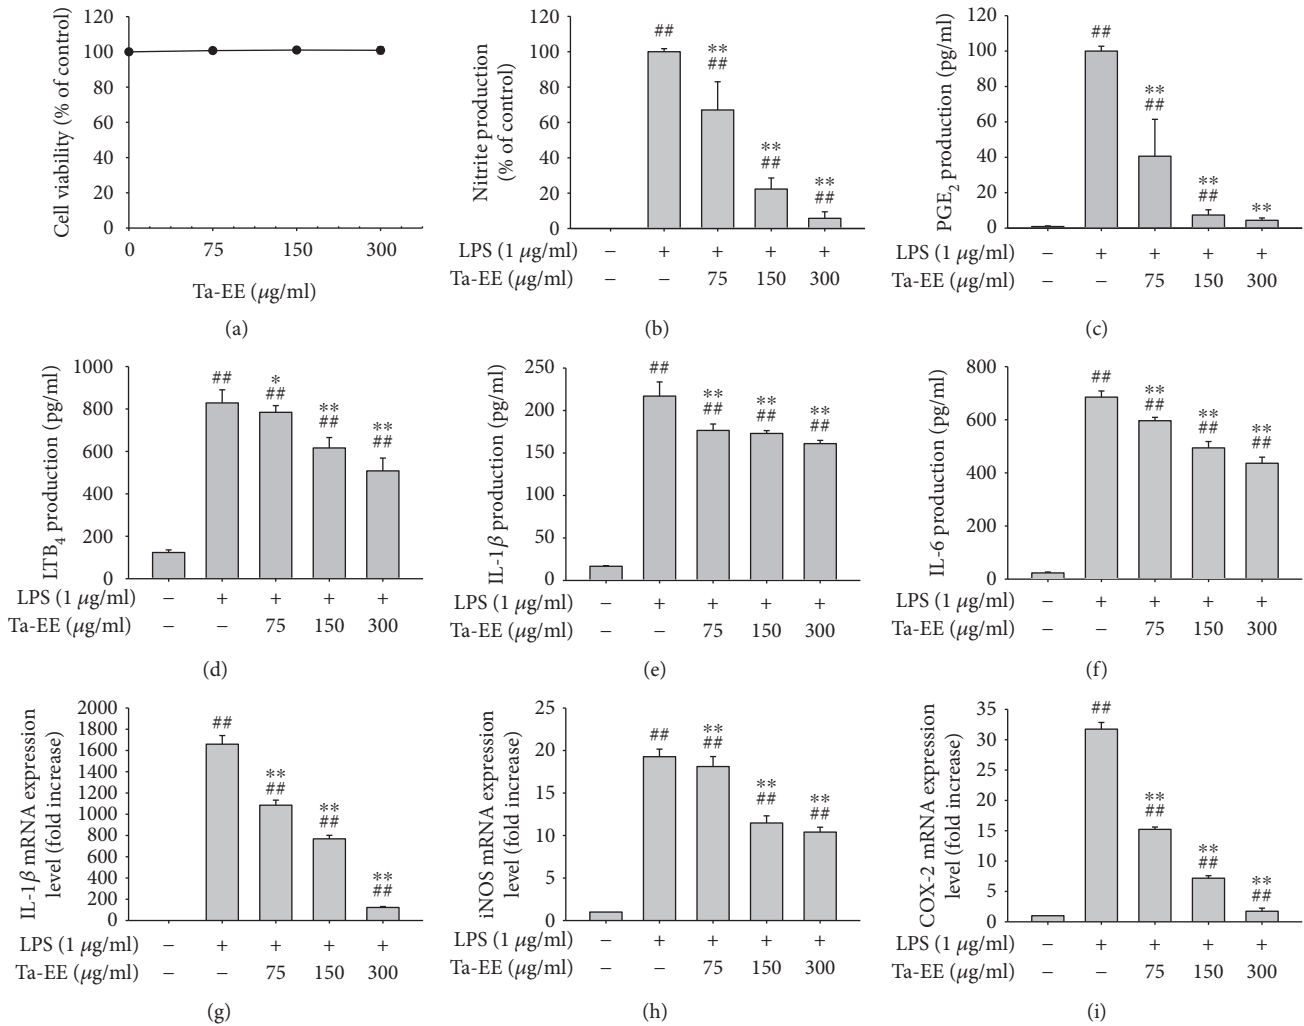 Cell viability (% of control)
120
100
80
60
40
20
0
0 75 150 300
Ta-EE (μg/ml)
(a)
Nitrite production
(% of control)
120
100
80
60
40
20
0
##
**
##
**
##
**
##
LPS (1 μg/ml) − + + + +
Ta-EE (μg/ml) − − 75 150 300
(b)
PGE2 production (pg/ml)
120
100
80
60
40
20
0
##
**
##
**
##
**
LPS (1 μg/ml) − + + + +
Ta-EE (μg/ml) − − 75 150 300
(c)
LTB4 production (pg/ml)
1000
800
600
400
200
0
##
*
##
**
##
**
##
LPS (1 μg/ml) − + + + +
Ta-EE (μg/ml) − − 75 150 300
(d)
IL-1β production (pg/ml)
250
200
150
100
50
0
##
**
##
**
##
**
##
LPS (1 μg/ml) − + + + +
Ta-EE (μg/ml) − − 75 150 300
(e)
IL-6 production (pg/ml)
800
600
400
200
0
##
**
##
**
##
**
##
LPS (1 μg/ml) − + + + +
Ta-EE (μg/ml) − − 75 150 300
(f)
IL-1β mRNA expression
level (fold increase)
2000
1800
1600
1400
1200
1000
800
600
400
200
0
##
**
##
**
##
**
##
LPS (1 μg/ml) − + + + +
Ta-EE (μg/ml) − − 75 150 300
(g)
iNOS mRNA expression
level (fold increase)
25
20
15
10
5
0
##
**
##
**
##
**
##
LPS (1 μg/ml) − + + + +
Ta-EE (μg/ml) − − 75 150 300
(h)
COX-2 mRNA expression
level (fold increase)
35
30
25
20
15
10
5
0
##
**
##
**
##
**
##
LPS (1 μg/ml) − + + + +
Ta-EE (μg/ml) − − 75 150 300
(i)